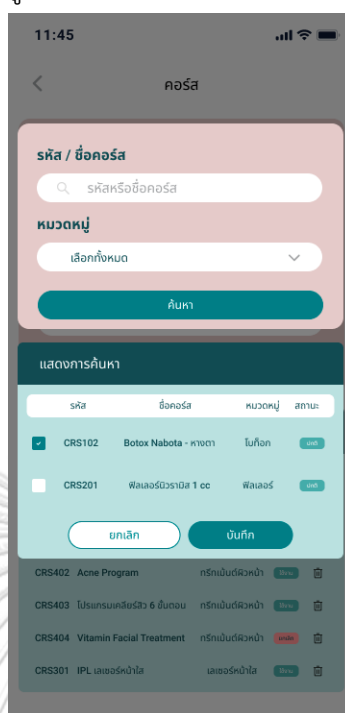 11:45
คอร์ส
รหัส / ชื่อคอร์ส
รหัสหรือชื่อคอร์ส
หมวดหมู่
เลือกทั้งหมด
ค้นหา
แสดงการค้นหา
รหัส ชื่อคอร์ส หมวดหมู่ สถานะ
CRS102 Botox Nabota - หางตา โบท็อก ปกติ
CRS201 ฟิลเลอร์นิวรามิส 1 cc ฟิลเลอร์ ปกติ
ยกเลิก บันทึก
CRS402 Acne Program ทรีทเม้นต์ผิวหน้า
CRS403 โปรแกรมเคลียร์สิว 6 ขั้นตอน ทรีทเม้นต์ผิวหน้า
CRS404 Vitamin Facial Treatment ทรีทเม้นต์ผิวหน้า
CRS301 IPL เลเซอร์หน้าใส เลเซอร์หน้าใส